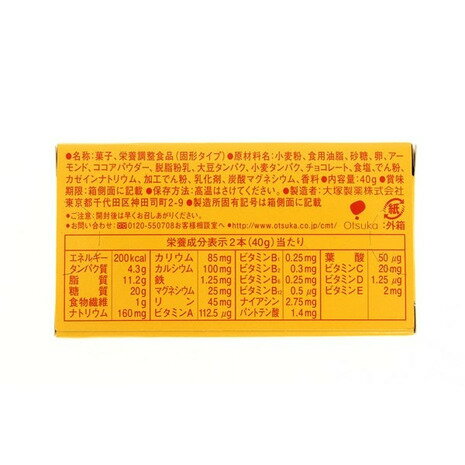 ●名称:菓子、栄養調整食品(固形タイプ)●原材料名:小麦粉、食用油脂、砂糖、卵、アー
モンド、ココアパウダー、脱脂粉乳、大豆タンパク、小麦タンパク、チョコレート、食塩、でん粉、
カゼインナトリウム、加工でん粉、乳化剤、炭酸マグネシウム、香料●内容量:40g●賞味
期限:箱側面に記載●保存方法:高温はさけてください。●製造者:大塚製薬株式会社
東京都千代田区神田司町2-9 ●製造所固有記号は箱側面に記載
●ご注意:開封後は早くお召しあがりください。
●お問い合わせ 0120-550708お客様相談室 http://www.otsuka.co.jp/cmt/
Otsuka
紙
:外箱
栄養成分表示2本(40g)当たり
エネルギー 200kcal カリウム 85mg ビタミンB₁ 0.25mg 葉酸 50μg
タンパク質 4.3g カルシウム 100mg ビタミンB₂ 0.25mg ビタミンC 20mg
脂質 11.2g 鉄 1.25mg ビタミンB₆ 0.25mg ビタミンD 1.25μg
糖質 20g マグネシウム 25mg ビタミンB₁₂ 0.5μg ビタミンE 2mg
食物繊維 1g リン 45mg ナイアシン 2.75mg
ナトリウム 160mg ビタミンA 112.5μg パントテン酸 1.4mg